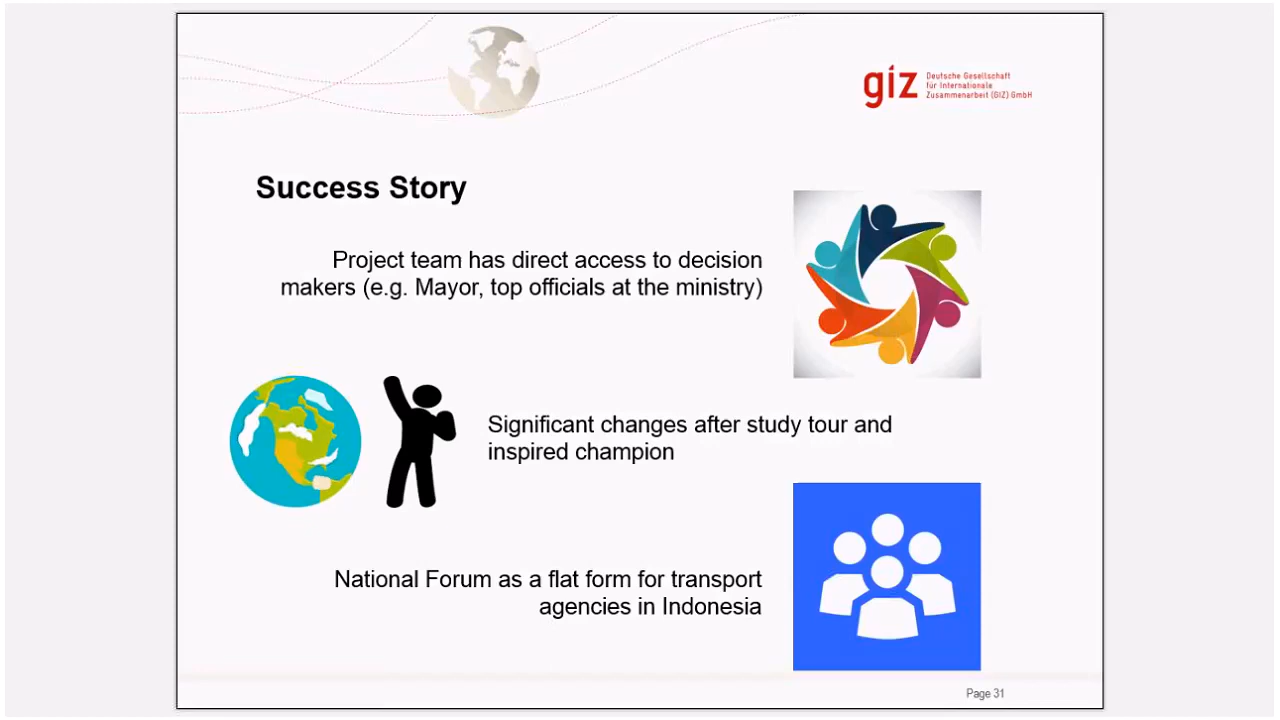 giz
Deutsche Gesellschaft
für Internationale
Zusammenarbeit (GIZ) GmbH
Success Story
Project team has direct access to decision
makers (e.g. Mayor, top officials at the ministry)
Significant changes after study tour and
inspired champion
National Forum as a flat form for transport
agencies in Indonesia
Page 31